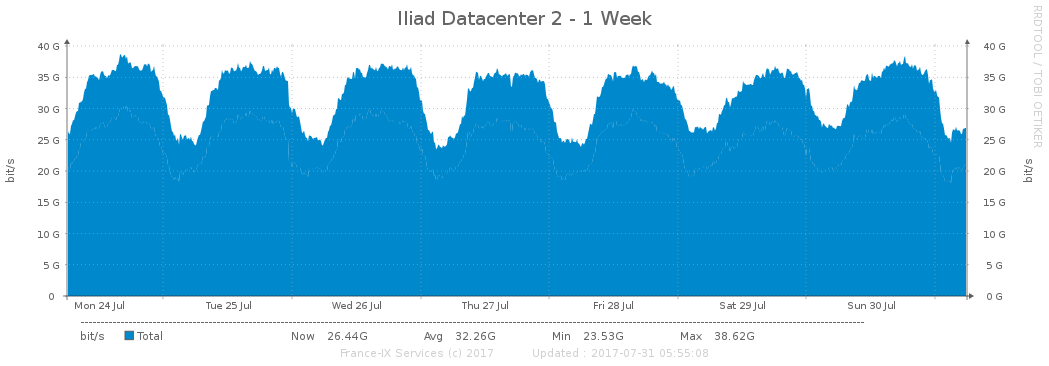 Iliad Datacenter 2 - 1 Week
RRDTOOL / TOBI OETIKER
40 G 40 G
35 G 35 G
30 G 30 G
25 G 25 G
20 G 20 G
15 G 15 G
10 G 10 G
5 G 5 G
0 0 G
bit/s
bit/s
Mon 24 Jul Tue 25 Jul Wed 26 Jul Thu 27 Jul Fri 28 Jul Sat 29 Jul Sun 30 Jul
bit/s Total Now 26.44G Avg 32.26G Min 23.53G Max 38.62G
France-IX Services (c) 2017 Updated : 2017-07-31 05:55:08